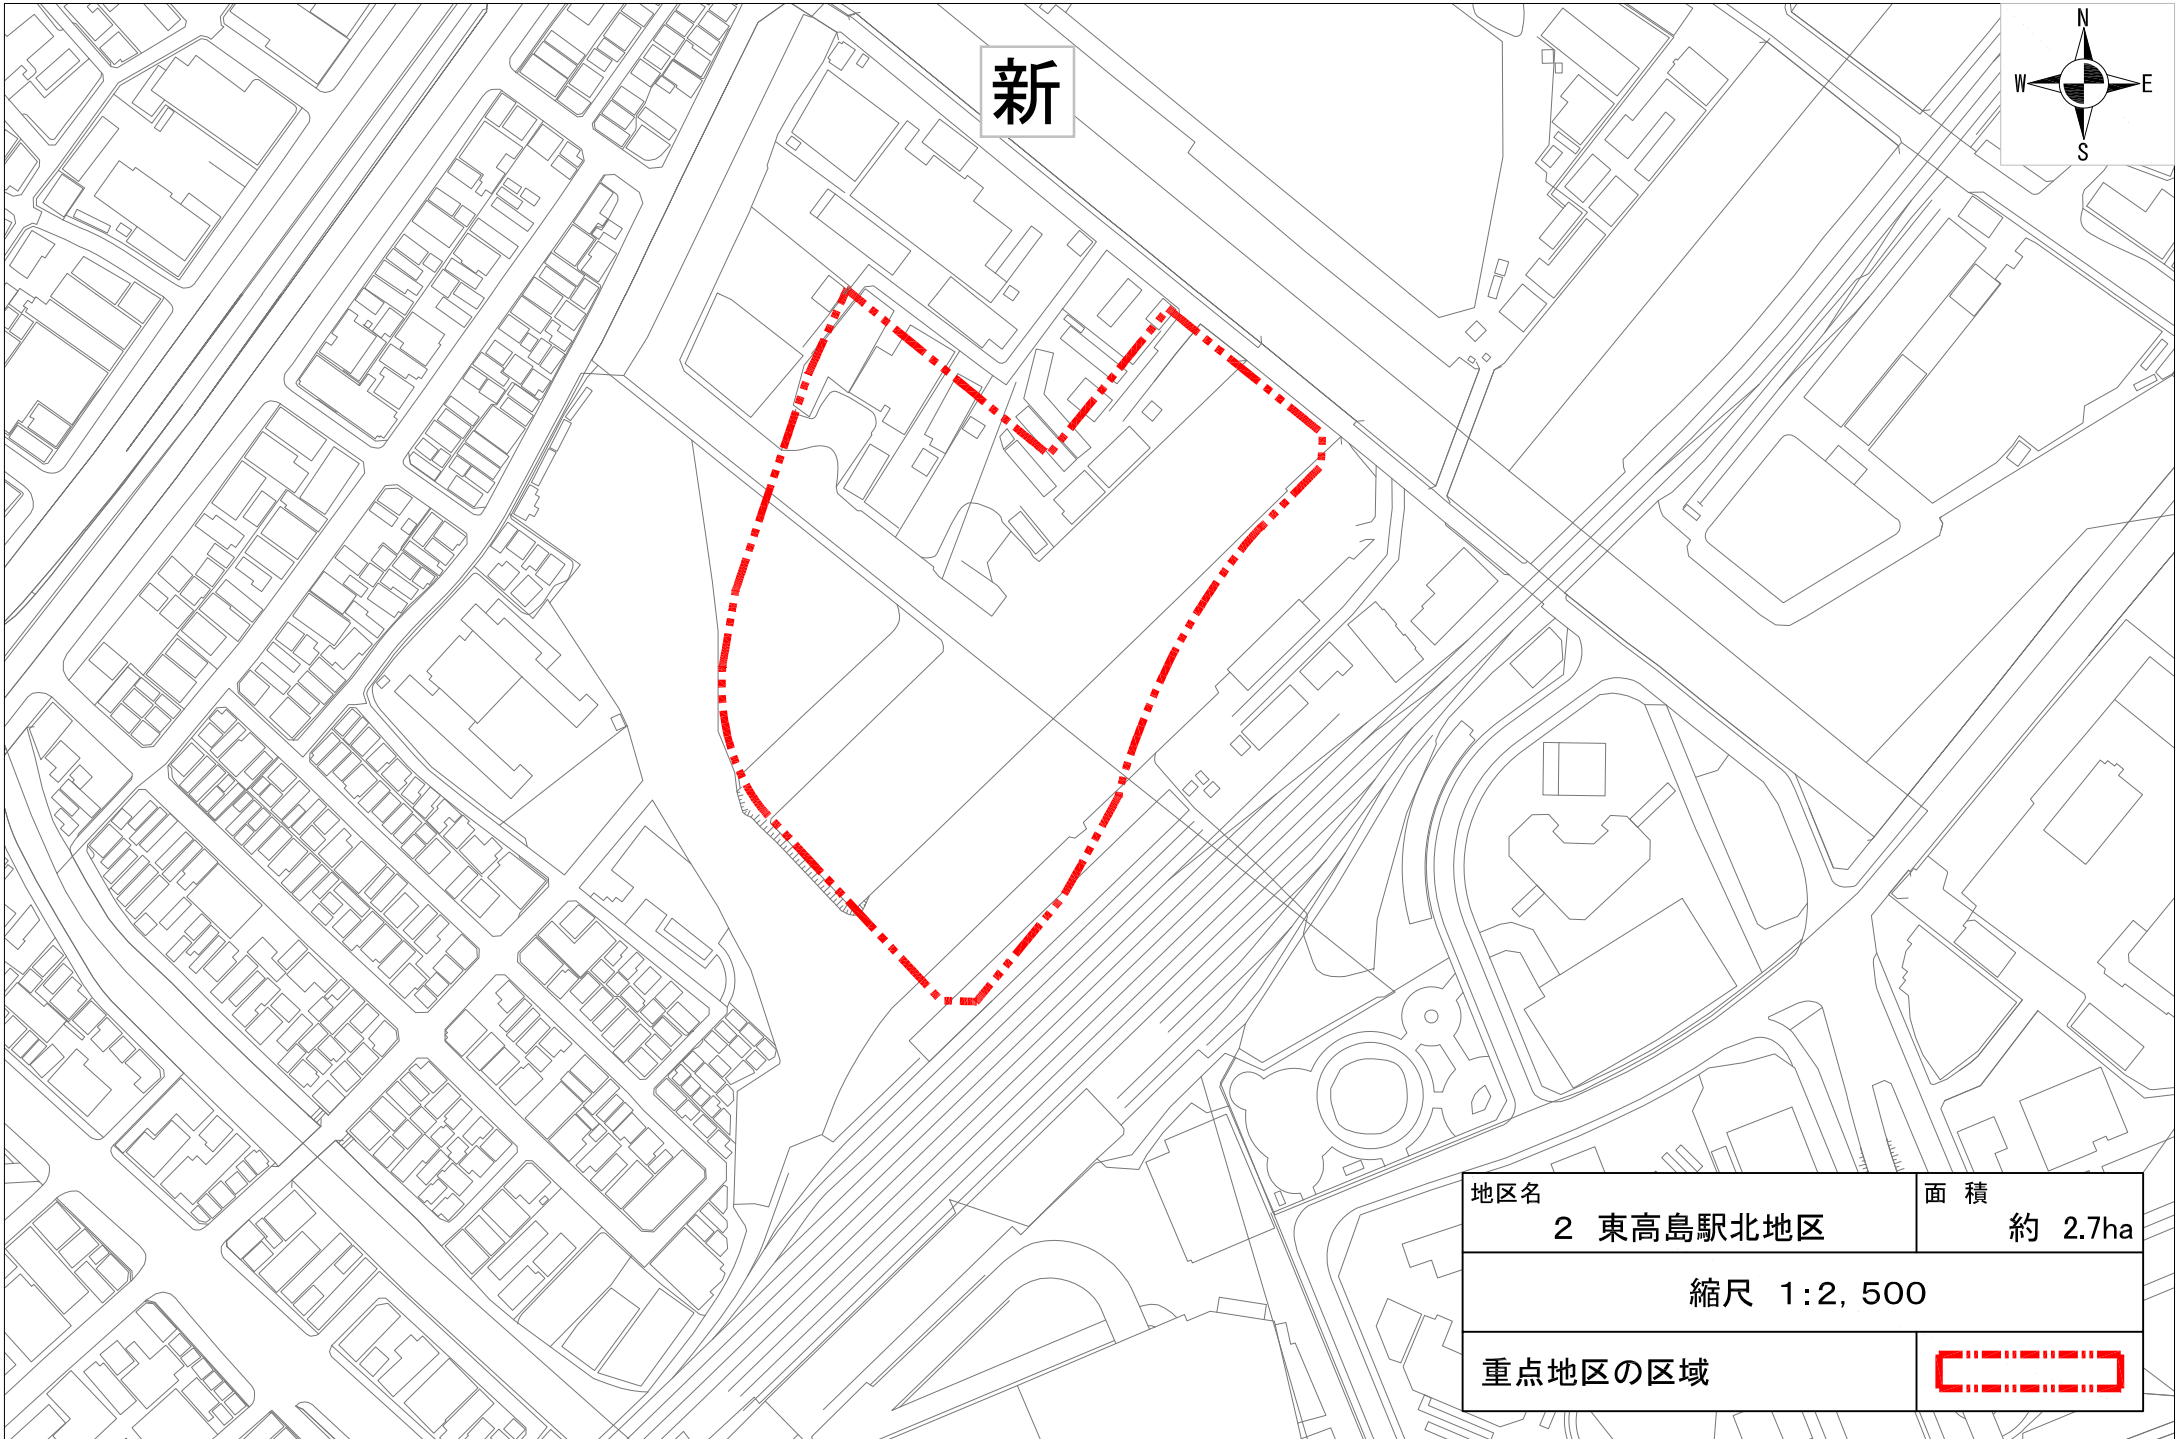 新
N
W E
S
地区名
２ 東高島駅北地区
面 積
約 2.7ha
縮尺 １：２，５００
重点地区の区域